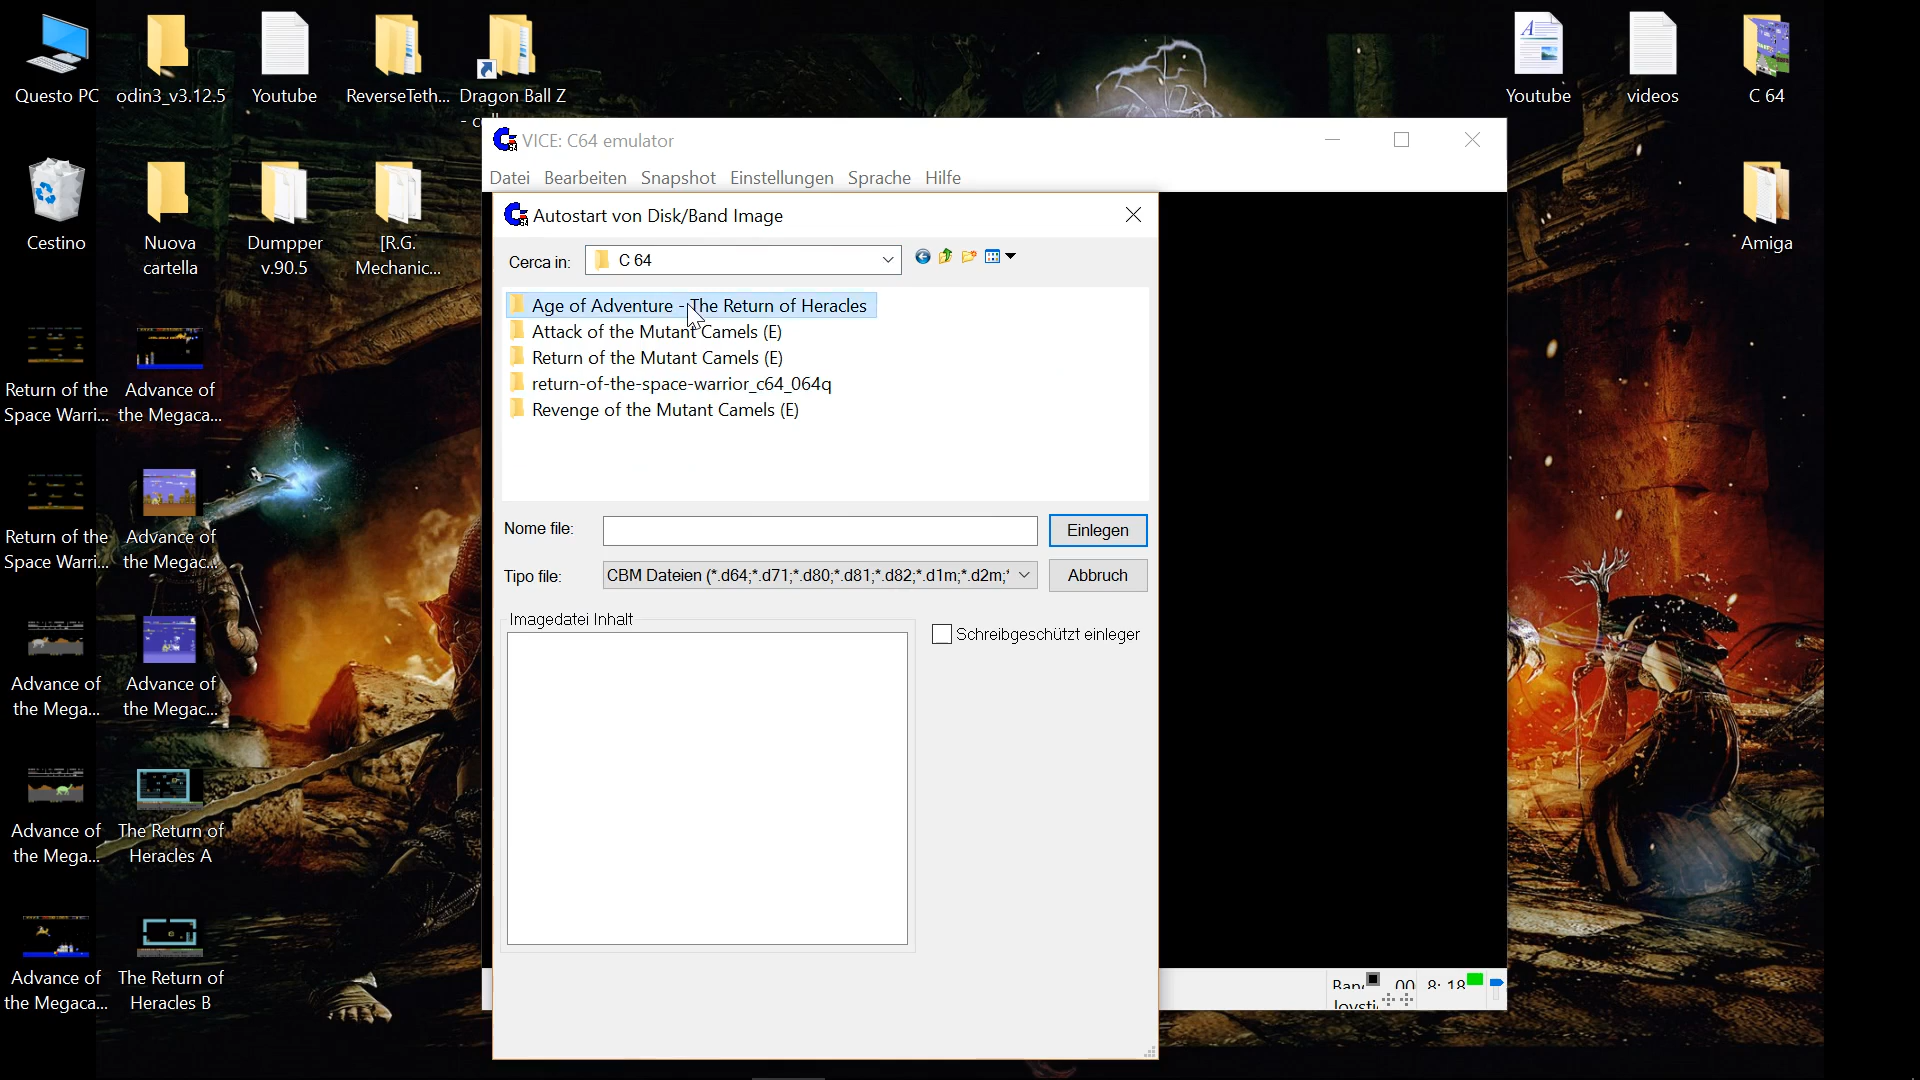 Questo PC
odin3_v3.12.5
Youtube
ReverseTeth...
Dragon Ball Z
Youtube
videos
C 64
Cestino
Nuova
cartella
Dumpper
v.90.5
[R.G.
Mechanic...
Amiga
Return of the
Space Warri...
Advance of
the Megaca...
Return of the
Space Warri...
Advance of
the Megac...
Advance of
the Mega...
Advance of
the Megac...
Advance of
the Mega...
The Return of
Heracles A
Advance of
the Megaca...
The Return of
Heracles B
VICE: C64 emulator
Datei Bearbeiten Snapshot Einstellungen Sprache Hilfe
Autostart von Disk/Band Image
Cerca in:
C 64
Age of Adventure - The Return of Heracles
Attack of the Mutant Camels (E)
Return of the Mutant Camels (E)
return-of-the-space-warrior_c64_064q
Revenge of the Mutant Camels (E)
Nome file:
Einlegen
Tipo file:
CBM Dateien (*.d64;*.d71;*.d80;*.d81;*.d82;*.d1m;*.d2m;*
Abbruch
Imagedatei Inhalt
Schreibgeschützt einleger
8: 18